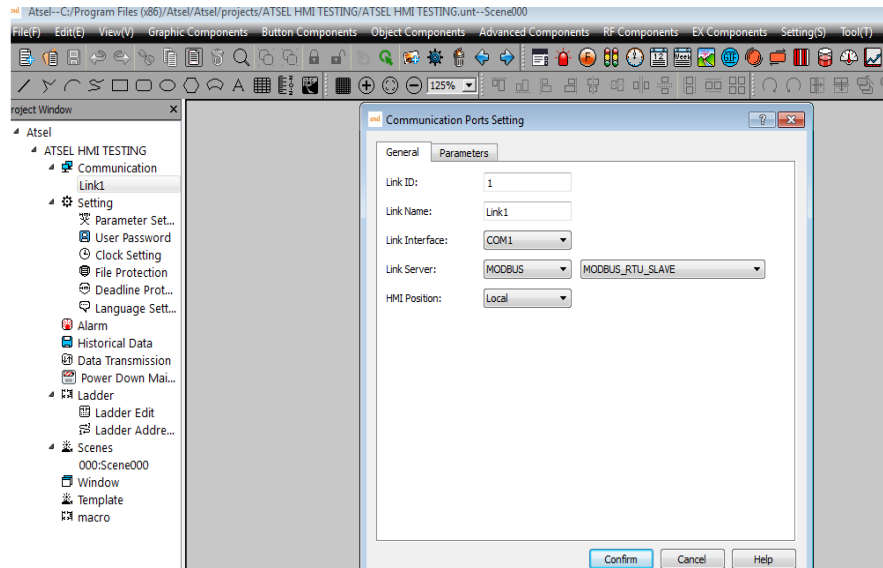 Atsel--C:/Program Files (x86)/Atsel/Atsel/projects/ATSEL HMI TESTING/ATSEL HMI TESTING.unt--Scene000
File(F) Edit(E) View(V) Graphic Components Button Components Object Components Advanced Components RF Components EX Components Setting(S) Tool(T)
125%
roject Window
Atsel
ATSEL HMI TESTING
Communication
Link1
Setting
Parameter Set...
User Password
Clock Setting
File Protection
Deadline Prot...
Language Sett...
Alarm
Historical Data
Data Transmission
Power Down Mai...
Ladder
Ladder Edit
Ladder Addre...
Scenes
000:Scene000
Window
Template
macro
Communication Ports Setting
General Parameters
Link ID: 1
Link Name: Link1
Link Interface: COM1
Link Server: MODBUS MODBUS_RTU_SLAVE
HMI Position: Local
Confirm Cancel Help